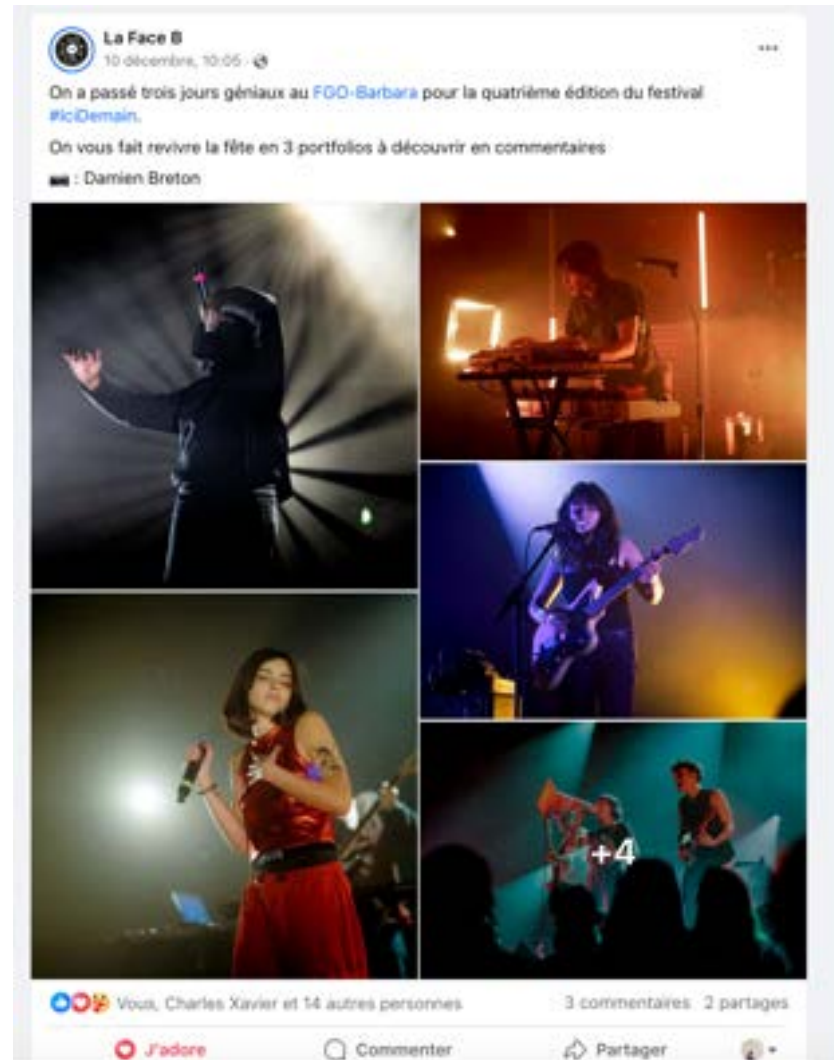 La Face B
10 décembre, 10:05
On a passé trois jours géniaux au FGO-Barbara pour la quatrième édition du festival
#IciDemain.
On vous fait revivre la fête en 3 portfolios à découvrir en commentaires
📷 : Damien Breton
+4
Vous, Charles Xavier et 14 autres personnes 3 commentaires 2 partages
J'adore Commenter Partager